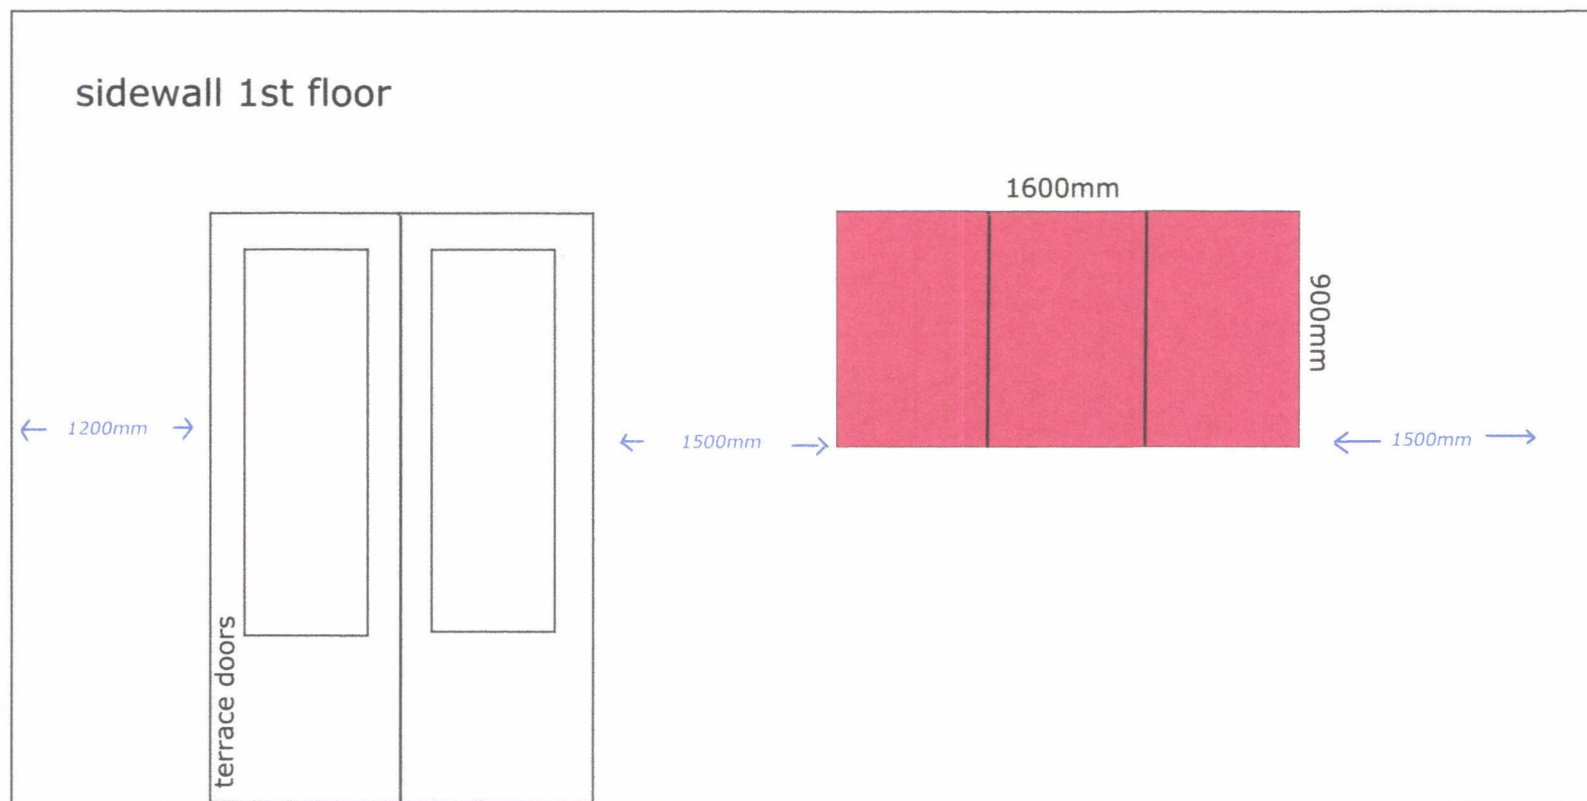 sidewall 1st floor
1600mm
900mm
1200mm
1500mm
1500mm
terrace doors